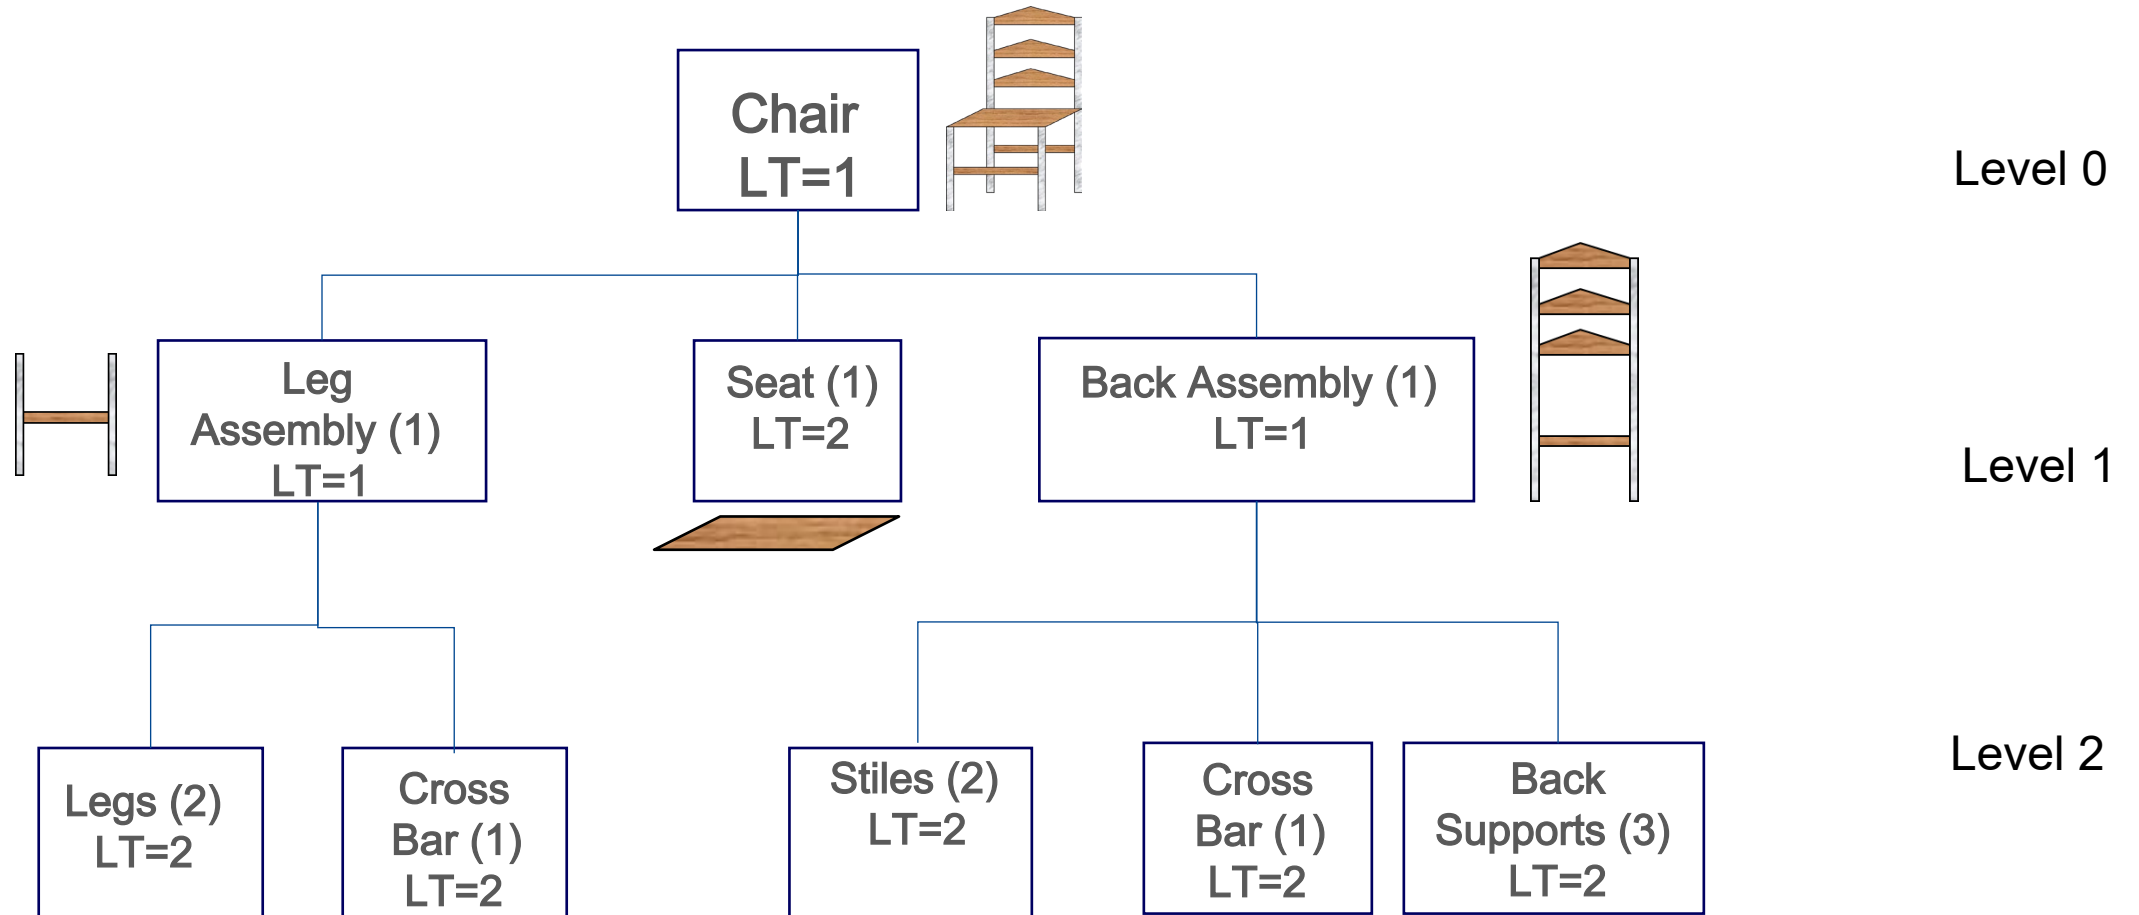 Chair
LT=1
Level 0
Leg
Assembly (1)
LT=1
Seat (1)
LT=2
Back Assembly (1)
LT=1
Level 1
Legs (2)
LT=2
Cross
Bar (1)
LT=2
Stiles (2)
LT=2
Cross
Bar (1)
LT=2
Back
Supports (3)
LT=2
Level 2